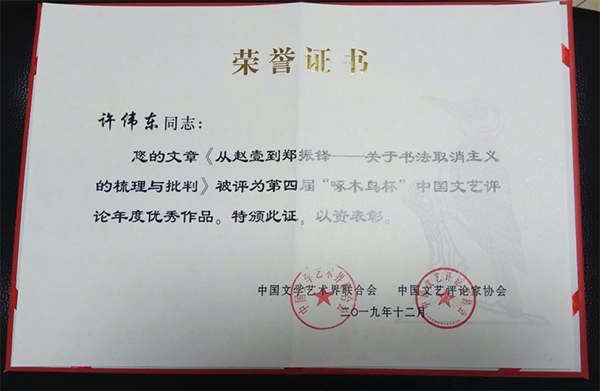 荣誉证书
许伟东同志：
您的文章《从赵壹到郑振铎——关于书法取消主义
的梳理与批判》被评为第四届“啄木鸟杯”中国文艺评
论年度优秀作品。特颁此证，以资表彰。
中国文学艺术界联合会 中国文艺评论家协会
二〇一九年十二月